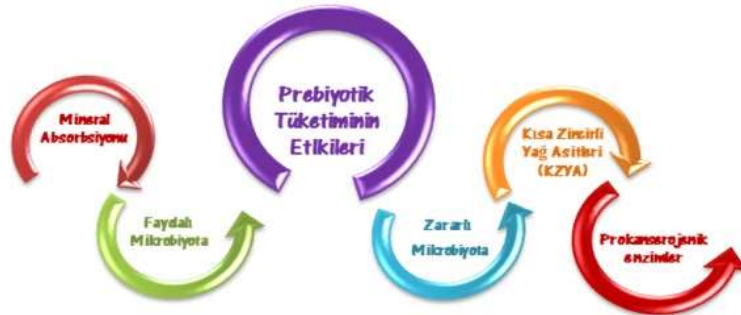 Mineral
Absorbsiyonu
Faydalı
Mikrobiyota
Prebiyotik
Tüketiminin
Etkileri
Zararlı
Mikrobiyota
Kısa Zincirli
Yağ Asitleri
(KZYA)
Prokanserojenik
enzimler